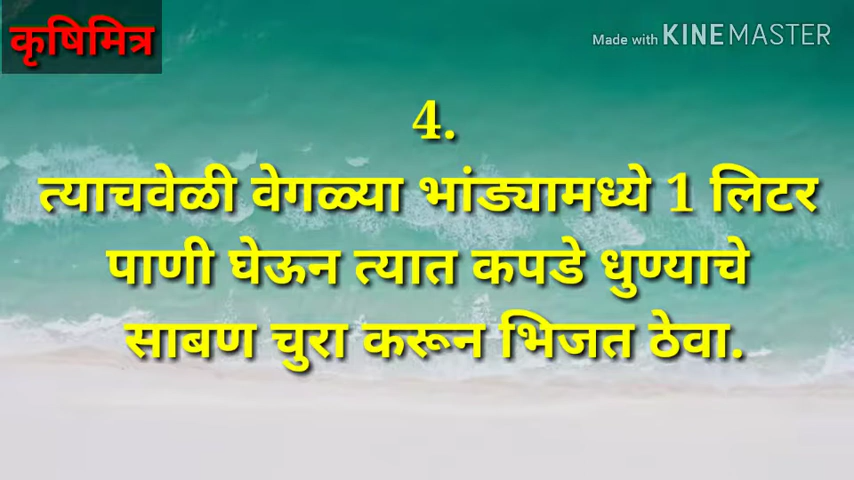 कृषिमित्र
Made with KINEMASTER
4.
त्याचवेळी वेगळ्या भांड्यामध्ये 1 लिटर
पाणी घेऊन त्यात कपडे धुण्याचे
साबण चुरा करून भिजत ठेवा.